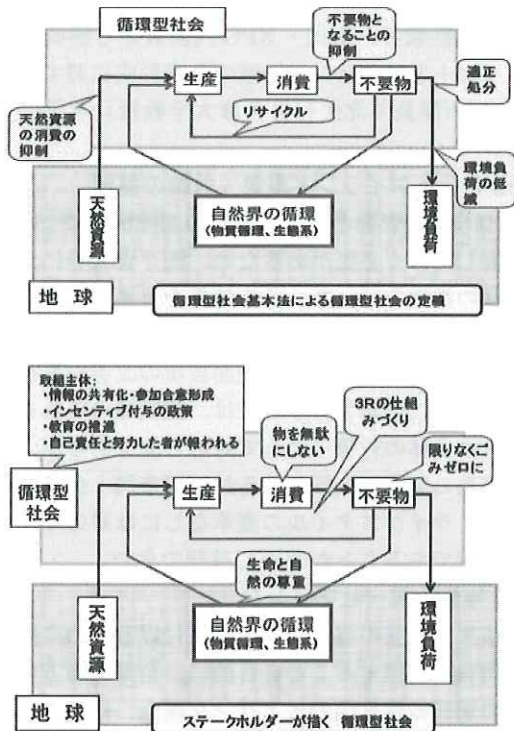 循環型社会
不要物と
なることの
抑制
生産
消費
不要物
適正
処分
リサイクル
天然資源
の消費の
抑制
環境負
荷の低
減
天然資源
自然界の循環
(物質循環、生態系)
環境負荷
地球
循環型社会基本法による循環型社会の定義
取組主体:
・情報の共有化・参加合意形成
・インセンティブ付与の政策
・教育の推進
・自己責任と努力した者が報われる
3Rの仕組
みづくり
物を無駄
にしない
限りなくご
みゼロに
循環型
社会
生産
消費
不要物
生命と自
然の尊重
天然資源
自然界の循環
(物質循環、生態系)
環境負荷
地球
ステークホルダーが描く 循環型社会